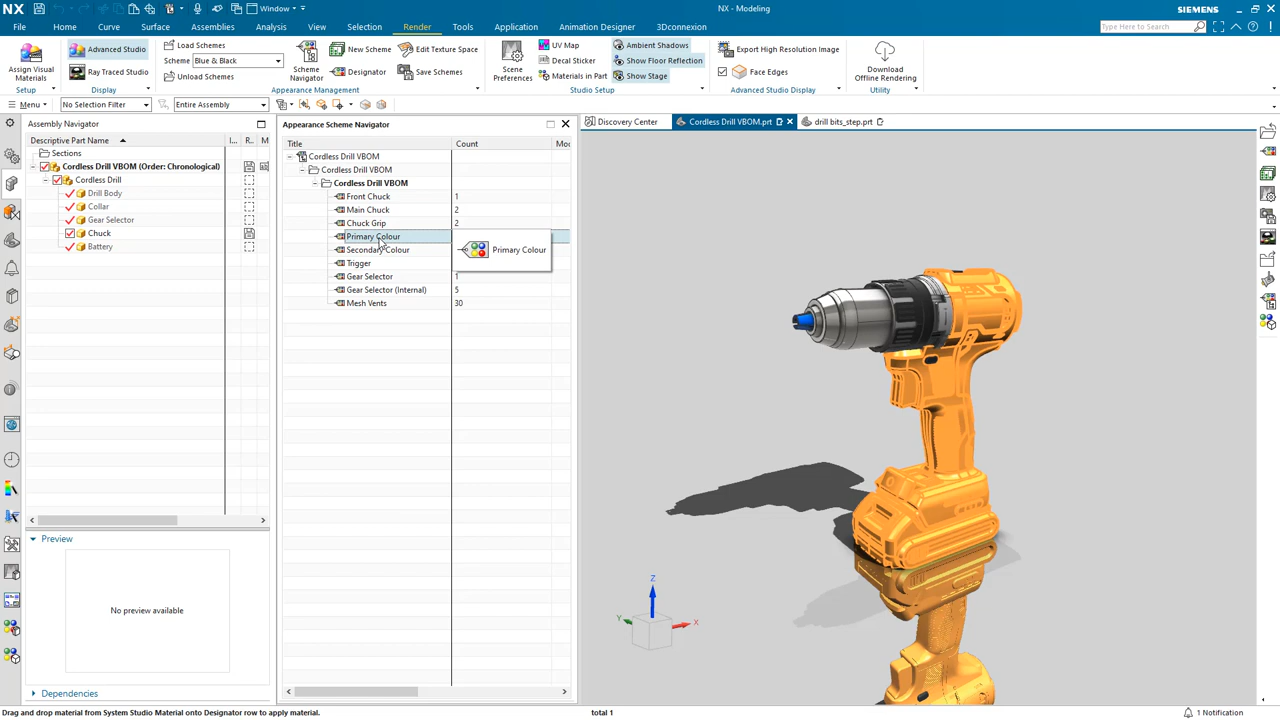 NX
Window
NX - Modeling
SIEMENS
File
Home
Curve
Surface
Assemblies
Analysis
View
Selection
Render
Tools
Application
Animation Designer
3Dconnexion
Type Here to Search
Assign Visual Materials
Setup
Advanced Studio
Ray Traced Studio
Display
Load Schemes
Scheme Blue & Black
Unload Schemes
Scheme Navigator
New Scheme
Designator
Edit Texture Space
Save Schemes
Appearance Management
Scene Preferences
UV Map
Decal Sticker
Materials in Part
Ambient Shadows
Show Floor Reflection
Show Stage
Studio Setup
Export High Resolution Image
Face Edges
Advanced Studio Display
Download Offline Rendering
Utility
Menu
No Selection Filter
Entire Assembly
Assembly Navigator
Descriptive Part Name
I...
R...
M
Sections
Cordless Drill VBOM (Order: Chronological)
Cordless Drill
Drill Body
Collar
Gear Selector
Chuck
Battery
Preview
No preview available
Dependencies
Appearance Scheme Navigator
Title
Count
Mo
Cordless Drill VBOM
Cordless Drill VBOM
Cordless Drill VBOM
Front Chuck 1
Main Chuck 2
Chuck Grip 2
Primary Colour
Secondary Colour
Trigger
Gear Selector 1
Gear Selector (Internal) 5
Mesh Vents 30
Primary Colour
Discovery Center
Cordless Drill VBOM.prt
drill bits_step.prt
Z
Y
X
Drag and drop material from System Studio Material onto Designator row to apply material.
total 1
1 Notification